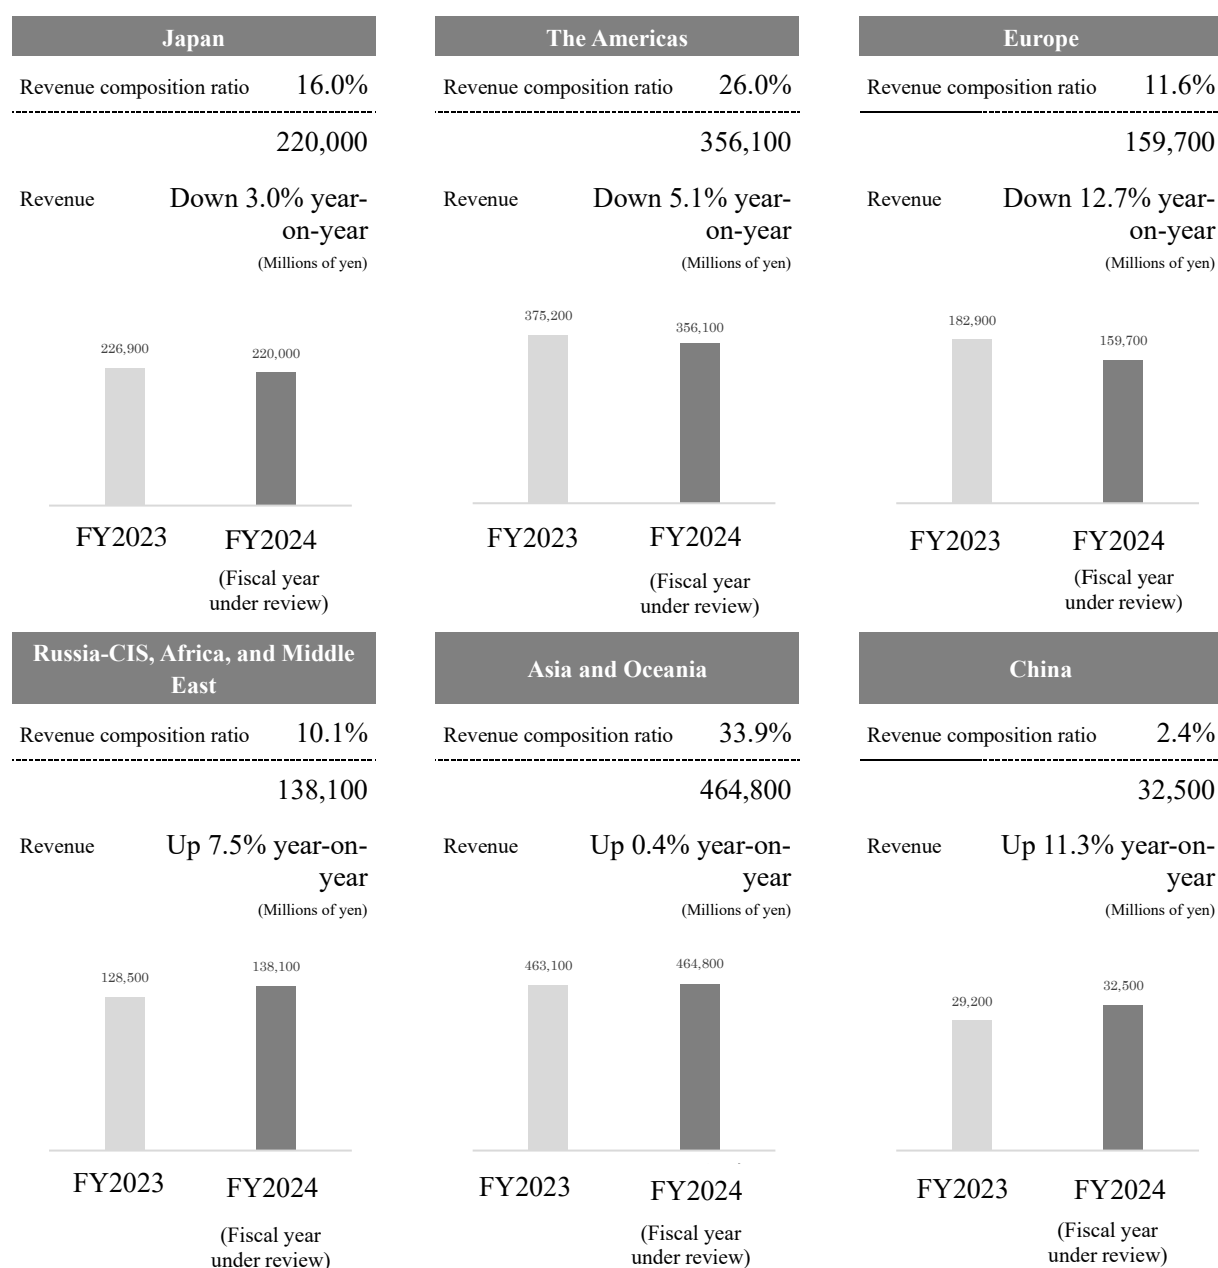 Japan
Revenue composition ratio 16.0%
220,000
Revenue Down 3.0% year-
on-year
(Millions of yen)
226,900
220,000
FY2023 FY2024
(Fiscal year
under review)
The Americas
Revenue composition ratio 26.0%
356,100
Revenue Down 5.1% year-
on-year
(Millions of yen)
375,200
356,100
FY2023 FY2024
(Fiscal year
under review)
Europe
Revenue composition ratio 11.6%
159,700
Revenue Down 12.7% year-
on-year
(Millions of yen)
182,900
159,700
FY2023 FY2024
(Fiscal year
under review)
Russia-CIS, Africa, and Middle
East
Revenue composition ratio 10.1%
138,100
Revenue Up 7.5% year-on-
year
(Millions of yen)
128,500
138,100
FY2023 FY2024
(Fiscal year
under review)
Asia and Oceania
Revenue composition ratio 33.9%
464,800
Revenue Up 0.4% year-on-
year
(Millions of yen)
463,100
464,800
FY2023 FY2024
(Fiscal year
under review)
China
Revenue composition ratio 2.4%
32,500
Revenue Up 11.3% year-on-
year
(Millions of yen)
29,200
32,500
FY2023 FY2024
(Fiscal year
under review)